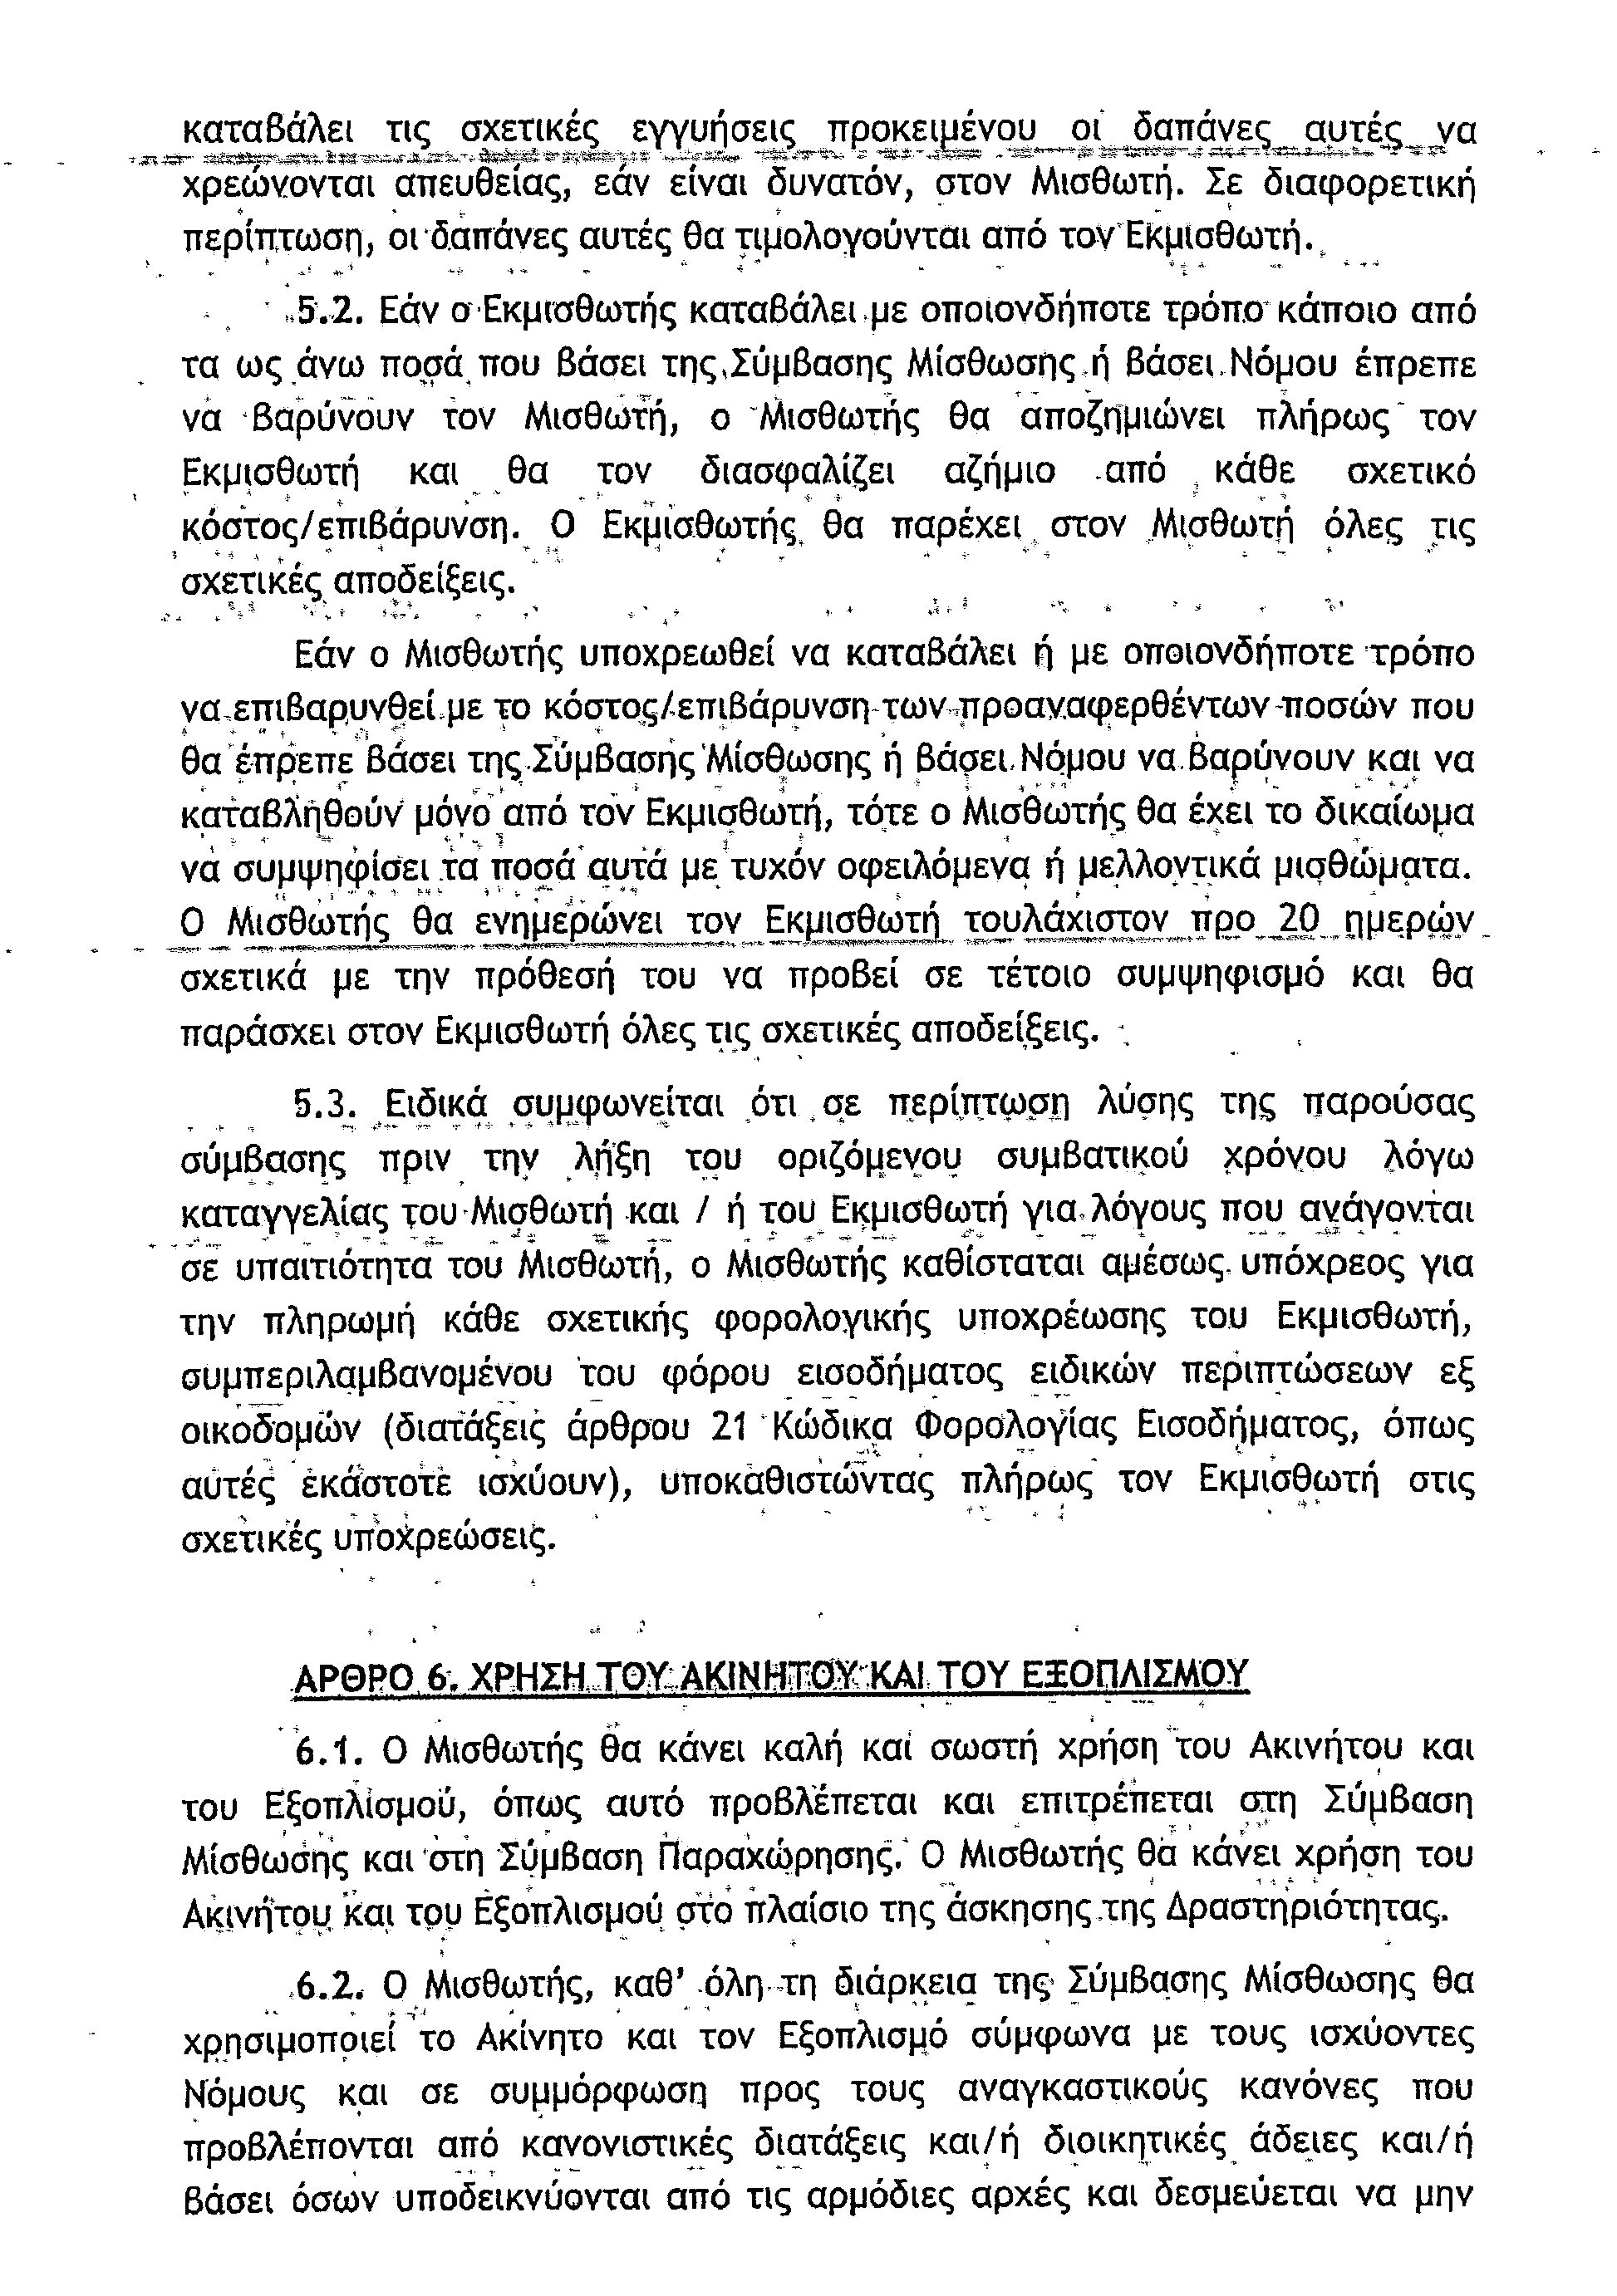 καταβάλει τις σχετικές εγγυήσεις προκειμένου οι δαπάνες αυτές να
χρεώνονται απευθείας, εάν είναι δυνατόν, στον Μισθωτή. Σε διαφορετική
περίπτωση, οι δαπάνες αυτές θα τιμολογούνται από τον Εκμισθωτή.
5.2. Εάν ο Εκμισθωτής καταβάλει με οποιονδήποτε τρόπο κάποιο από
τα ως άνω ποσά που βάσει της Σύμβασης Μίσθωσης ή βάσει Νόμου έπρεπε
να βαρύνουν τον Μισθωτή, ο Μισθωτής θα αποζημιώνει πλήρως τον
Εκμισθωτή και θα τον διασφαλίζει αζήμιο από κάθε σχετικό
κόστος/επιβάρυνση. Ο Εκμισθωτής θα παρέχει στον Μισθωτή όλες τις
σχετικές αποδείξεις.
Εάν ο Μισθωτής υποχρεωθεί να καταβάλει ή με οποιονδήποτε τρόπο
να επιβαρυνθεί με το κόστος/επιβάρυνση των προαναφερθέντων ποσών που
θα έπρεπε βάσει της Σύμβασης Μίσθωσης ή βάσει Νόμου να βαρύνουν και να
καταβληθούν μόνο από τον Εκμισθωτή, τότε ο Μισθωτής θα έχει το δικαίωμα
να συμψηφίσει τα ποσά αυτά με τυχόν οφειλόμενα ή μελλοντικά μισθώματα.
Ο Μισθωτής θα ενημερώνει τον Εκμισθωτή τουλάχιστον προ 20 ημερών
σχετικά με την πρόθεσή του να προβεί σε τέτοιο συμψηφισμό και θα
παράσχει στον Εκμισθωτή όλες τις σχετικές αποδείξεις.
5.3. Ειδικά συμφωνείται ότι σε περίπτωση λύσης της παρούσας
σύμβασης πριν την λήξη του οριζόμενου συμβατικού χρόνου λόγω
καταγγελίας του Μισθωτή και / ή του Εκμισθωτή για λόγους που ανάγονται
σε υπαιτιότητα του Μισθωτή, ο Μισθωτής καθίσταται αμέσως υπόχρεος για
την πληρωμή κάθε σχετικής φορολογικής υποχρέωσης του Εκμισθωτή,
συμπεριλαμβανομένου του φόρου εισοδήματος ειδικών περιπτώσεων εξ
οικοδομών (διατάξεις άρθρου 21 Κώδικα Φορολογίας Εισοδήματος, όπως
αυτές εκάστοτε ισχύουν), υποκαθιστώντας πλήρως τον Εκμισθωτή στις
σχετικές υποχρεώσεις.
ΑΡΘΡΟ 6. ΧΡΗΣΗ ΤΟΥ ΑΚΙΝΗΤΟΥ ΚΑΙ ΤΟΥ ΕΞΟΠΛΙΣΜΟΥ
6.1. Ο Μισθωτής θα κάνει καλή και σωστή χρήση του Ακινήτου και
του Εξοπλισμού, όπως αυτό προβλέπεται και επιτρέπεται στη Σύμβαση
Μίσθωσης και στη Σύμβαση Παραχώρησης. Ο Μισθωτής θα κάνει χρήση του
Ακινήτου και του Εξοπλισμού στο πλαίσιο της άσκησης της Δραστηριότητας.
6.2. Ο Μισθωτής, καθ' όλη τη διάρκεια της Σύμβασης Μίσθωσης θα
χρησιμοποιεί το Ακίνητο και τον Εξοπλισμό σύμφωνα με τους ισχύοντες
Νόμους και σε συμμόρφωση προς τους αναγκαστικούς κανόνες που
προβλέπονται από κανονιστικές διατάξεις και/ή διοικητικές άδειες και/ή
βάσει όσων υποδεικνύονται από τις αρμόδιες αρχές και δεσμεύεται να μην